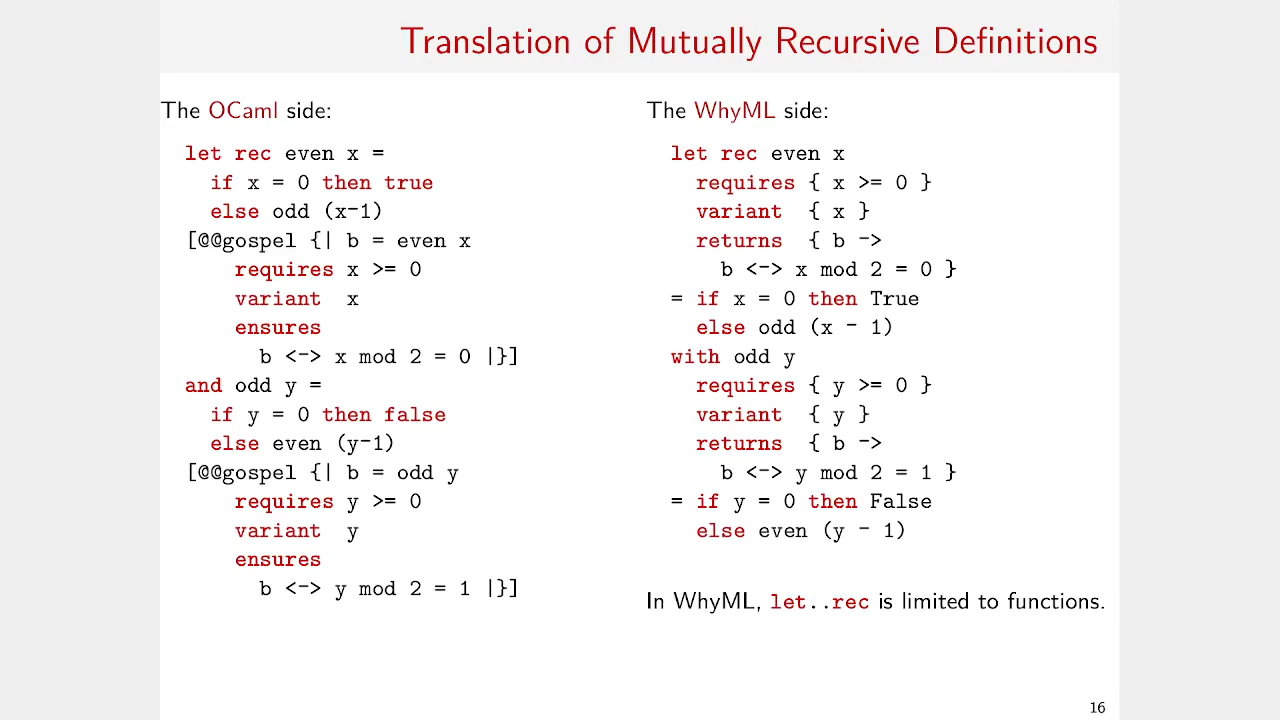 Translation of Mutually Recursive Definitions
The OCaml side:
let rec even x =
  if x = 0 then true
  else odd (x-1)
[@@gospel {| b = even x
    requires x >= 0
    variant  x
    ensures
      b <-> x mod 2 = 0 |}]
and odd y =
  if y = 0 then false
  else even (y-1)
[@@gospel {| b = odd y
    requires y >= 0
    variant  y
    ensures
      b <-> y mod 2 = 1 |}]
The WhyML side:
let rec even x
  requires { x >= 0 }
  variant  { x }
  returns  { b ->
    b <-> x mod 2 = 0 }
= if x = 0 then True
  else odd (x - 1)
with odd y
  requires { y >= 0 }
  variant  { y }
  returns  { b ->
    b <-> y mod 2 = 1 }
= if y = 0 then False
  else even (y - 1)
In WhyML, let..rec is limited to functions.
16